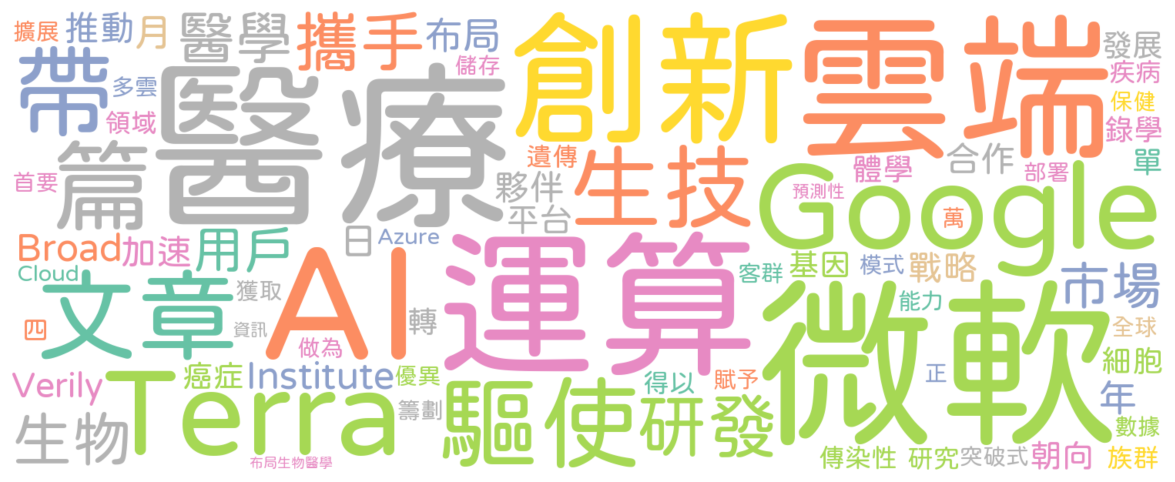 擴展
推動
月
醫學
攜手
布局
創新
雲端
發展
帶
多雲
儲存
疾病
領域
醫療
保健
錄學
篇
遺傳
生技
合作
體學
部署
單
首要
夥伴
預測性
Google
平台
萬
Broad
加速
用戶
日
Azure
AI
運算
Cloud
文章
獲取
客群
基因
模式
戰略
市場
四
資訊
轉
能力
微軟
全球
做為
Verily
Terra
癌症
Institute
優異
得以
賦予
正
細胞
年
籌劃
生物
驅使
研發
數據
布局生物醫學
傳染性
研究
突破式
朝向
族群